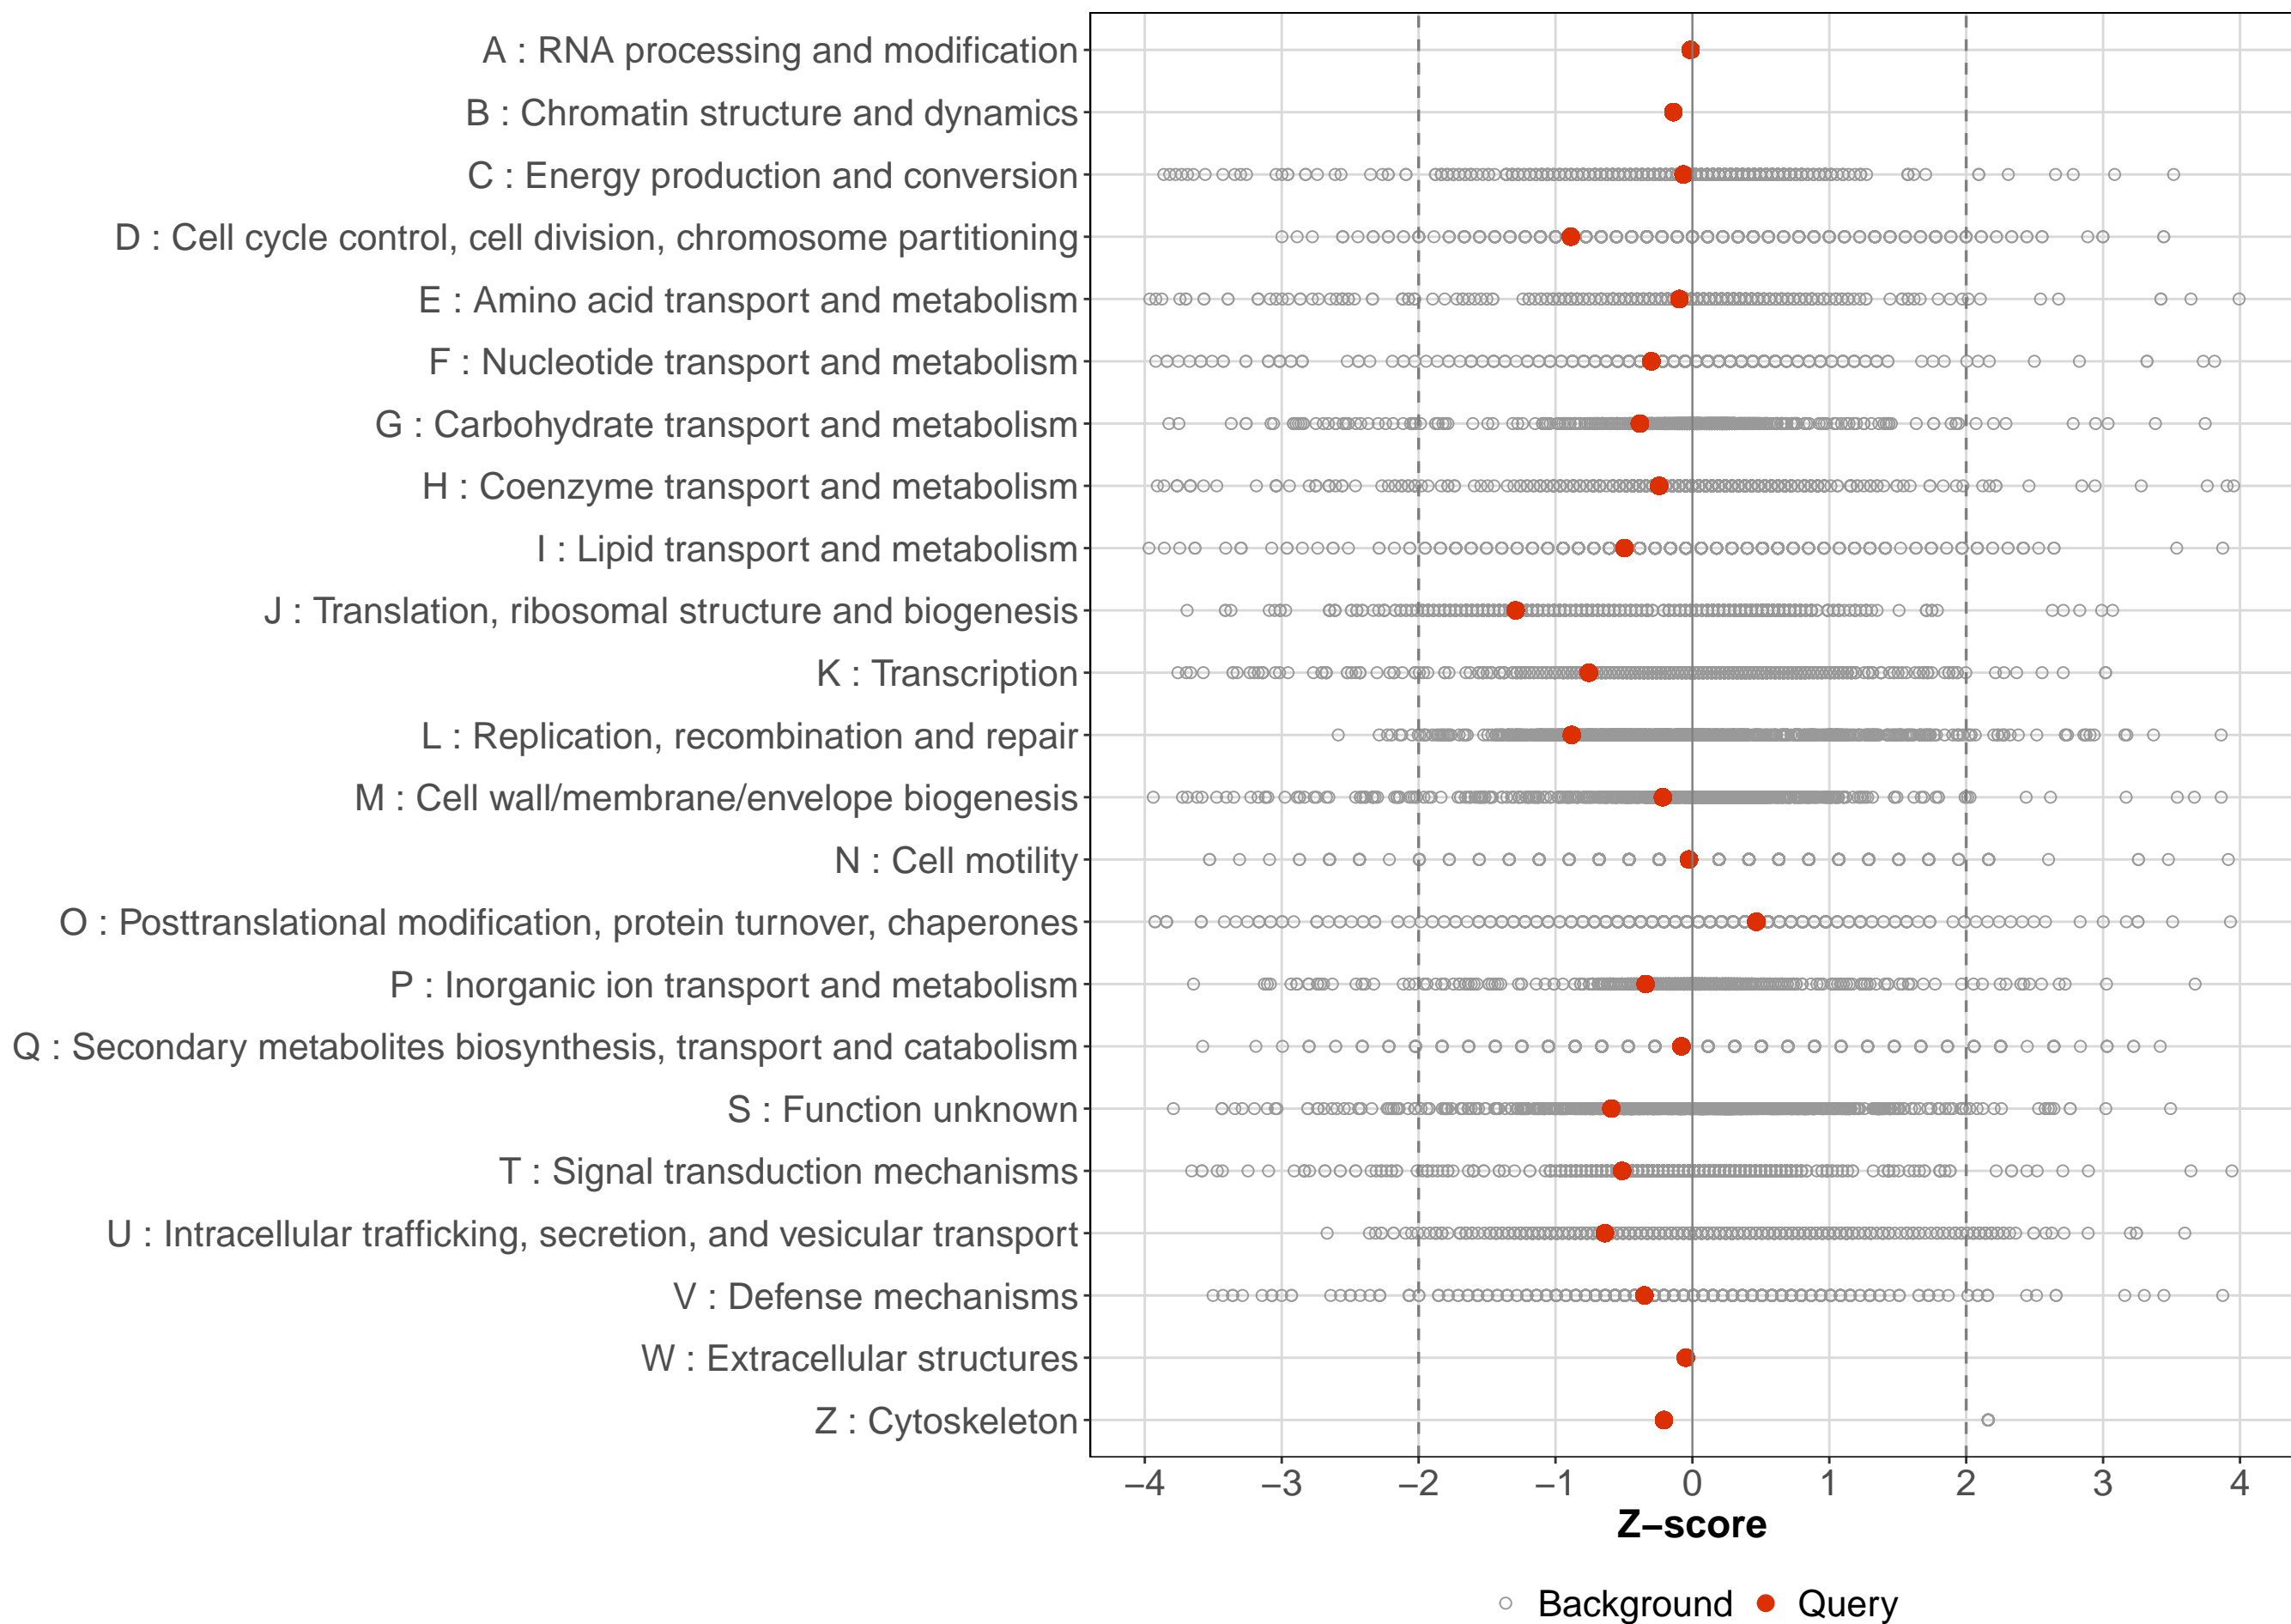 A : RNA processing and modification
B : Chromatin structure and dynamics
C : Energy production and conversion
D : Cell cycle control, cell division, chromosome partitioning
E : Amino acid transport and metabolism
F : Nucleotide transport and metabolism
G : Carbohydrate transport and metabolism
H : Coenzyme transport and metabolism
I : Lipid transport and metabolism
J : Translation, ribosomal structure and biogenesis
K : Transcription
L : Replication, recombination and repair
M : Cell wall/membrane/envelope biogenesis
N : Cell motility
O : Posttranslational modification, protein turnover, chaperones
P : Inorganic ion transport and metabolism
Q : Secondary metabolites biosynthesis, transport and catabolism
S : Function unknown
T : Signal transduction mechanisms
U : Intracellular trafficking, secretion, and vesicular transport
V : Defense mechanisms
W : Extracellular structures
Z : Cytoskeleton
−4 −3 −2 −1 0 1 2 3 4
Z−score
Background Query